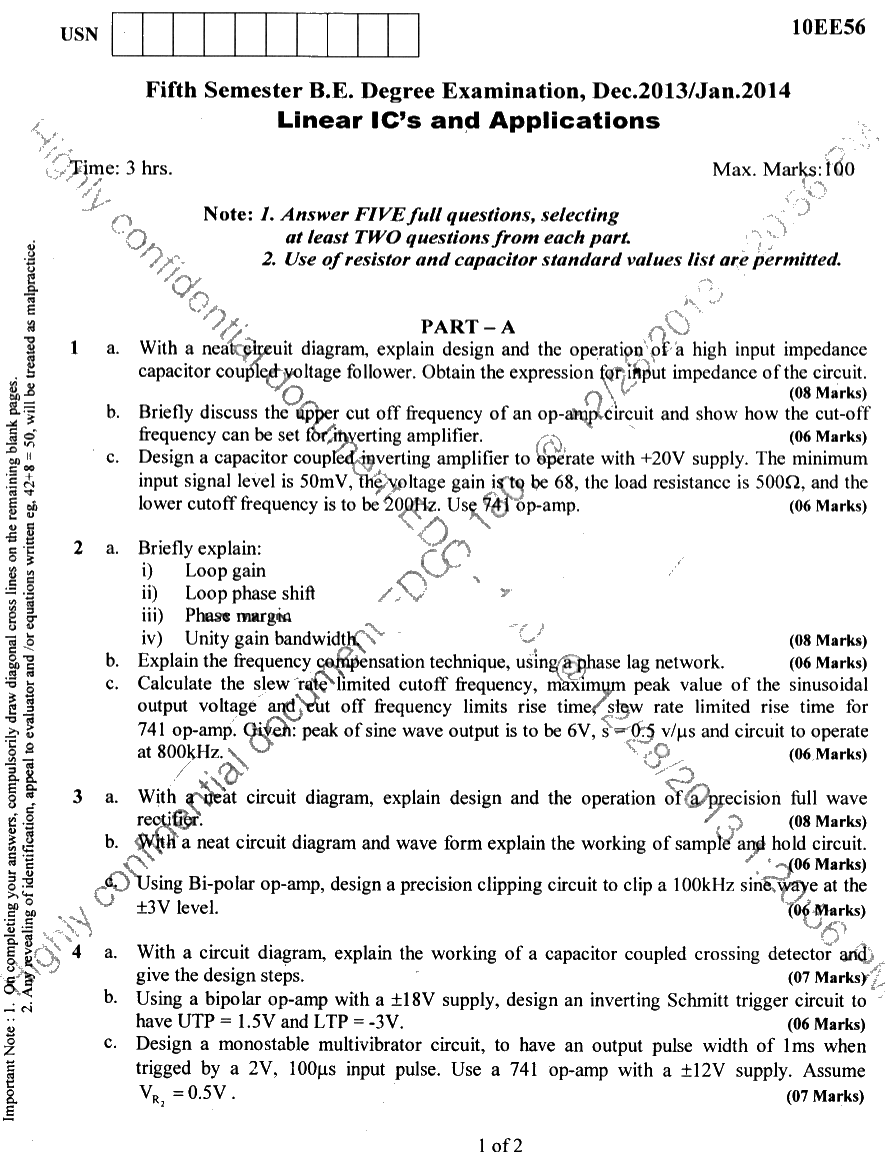 USN
10EE56
Fifth Semester B.E. Degree Examination, Dec.2013/Jan.2014
Linear IC's and Applications
Time: 3 hrs.
Max. Marks:100
Note: 1. Answer FIVE full questions, selecting
at least TWO questions from each part.
2. Use of resistor and capacitor standard values list are permitted.
PART – A
1 a. With a neat circuit diagram, explain design and the operation of a high input impedance
capacitor coupled voltage follower. Obtain the expression for input impedance of the circuit.
(08 Marks)
b. Briefly discuss the upper cut off frequency of an op-amp circuit and show how the cut-off
frequency can be set for inverting amplifier. (06 Marks)
c. Design a capacitor coupled inverting amplifier to operate with +20V supply. The minimum
input signal level is 50mV, the voltage gain is to be 68, the load resistance is 500Ω, and the
lower cutoff frequency is to be 200Hz. Use 741 op-amp. (06 Marks)
2 a. Briefly explain:
i) Loop gain
ii) Loop phase shift
iii) Phase margin
iv) Unity gain bandwidth. (08 Marks)
b. Explain the frequency compensation technique, using a phase lag network. (06 Marks)
c. Calculate the slew rate limited cutoff frequency, maximum peak value of the sinusoidal
output voltage and cut off frequency limits rise time, slew rate limited rise time for
741 op-amp. Given: peak of sine wave output is to be 6V, s = 0.5 v/μs and circuit to operate
at 800kHz. (06 Marks)
3 a. With a neat circuit diagram, explain design and the operation of a precision full wave
rectifier. (08 Marks)
b. With a neat circuit diagram and wave form explain the working of sample and hold circuit.
(06 Marks)
c. Using Bi-polar op-amp, design a precision clipping circuit to clip a 100kHz sine wave at the
±3V level. (06 Marks)
4 a. With a circuit diagram, explain the working of a capacitor coupled crossing detector and
give the design steps. (07 Marks)
b. Using a bipolar op-amp with a ±18V supply, design an inverting Schmitt trigger circuit to
have UTP = 1.5V and LTP = -3V. (06 Marks)
c. Design a monostable multivibrator circuit, to have an output pulse width of 1ms when
trigged by a 2V, 100μs input pulse. Use a 741 op-amp with a ±12V supply. Assume
V_R₂ = 0.5V . (07 Marks)
1 of 2
Important Note : 1. On completing your answers, compulsorily draw diagonal cross lines on the remaining blank pages.
2. Any revealing of identification, appeal to evaluator and /or equations written eg, 42+8 = 50, will be treated as malpractice.
Highly confidential document
Highly confidential document
@ 12/28/2013 1:20:56 PM